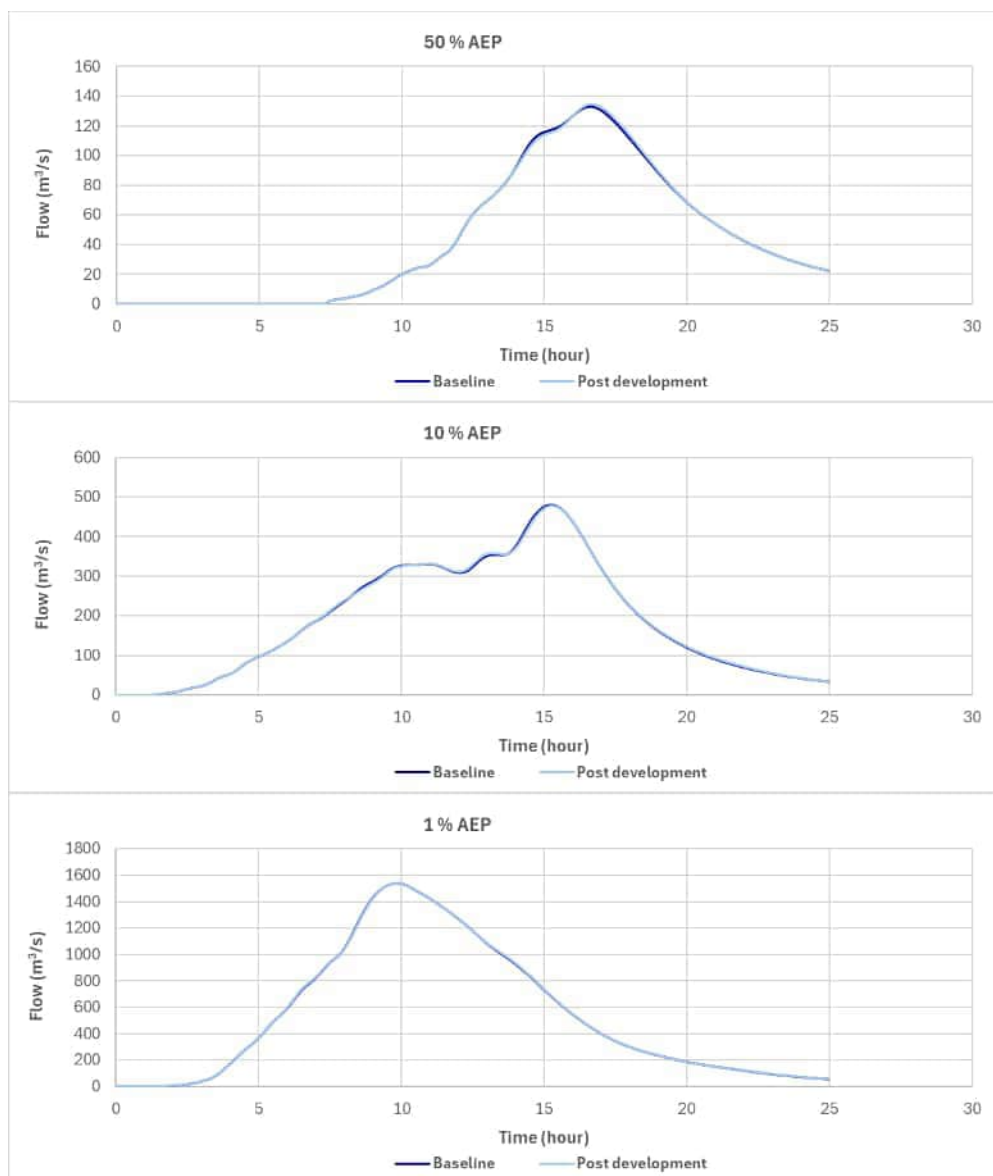 50 % AEP
160
140
120
100
80
60
40
20
0
Flow (m³/s)
0 5 10 15 20 25 30
Time (hour)
Baseline Post development
10 % AEP
600
500
400
300
200
100
0
Flow (m³/s)
0 5 10 15 20 25 30
Time (hour)
Baseline Post development
1 % AEP
1800
1600
1400
1200
1000
800
600
400
200
0
Flow (m³/s)
0 5 10 15 20 25 30
Time (hour)
Baseline Post development